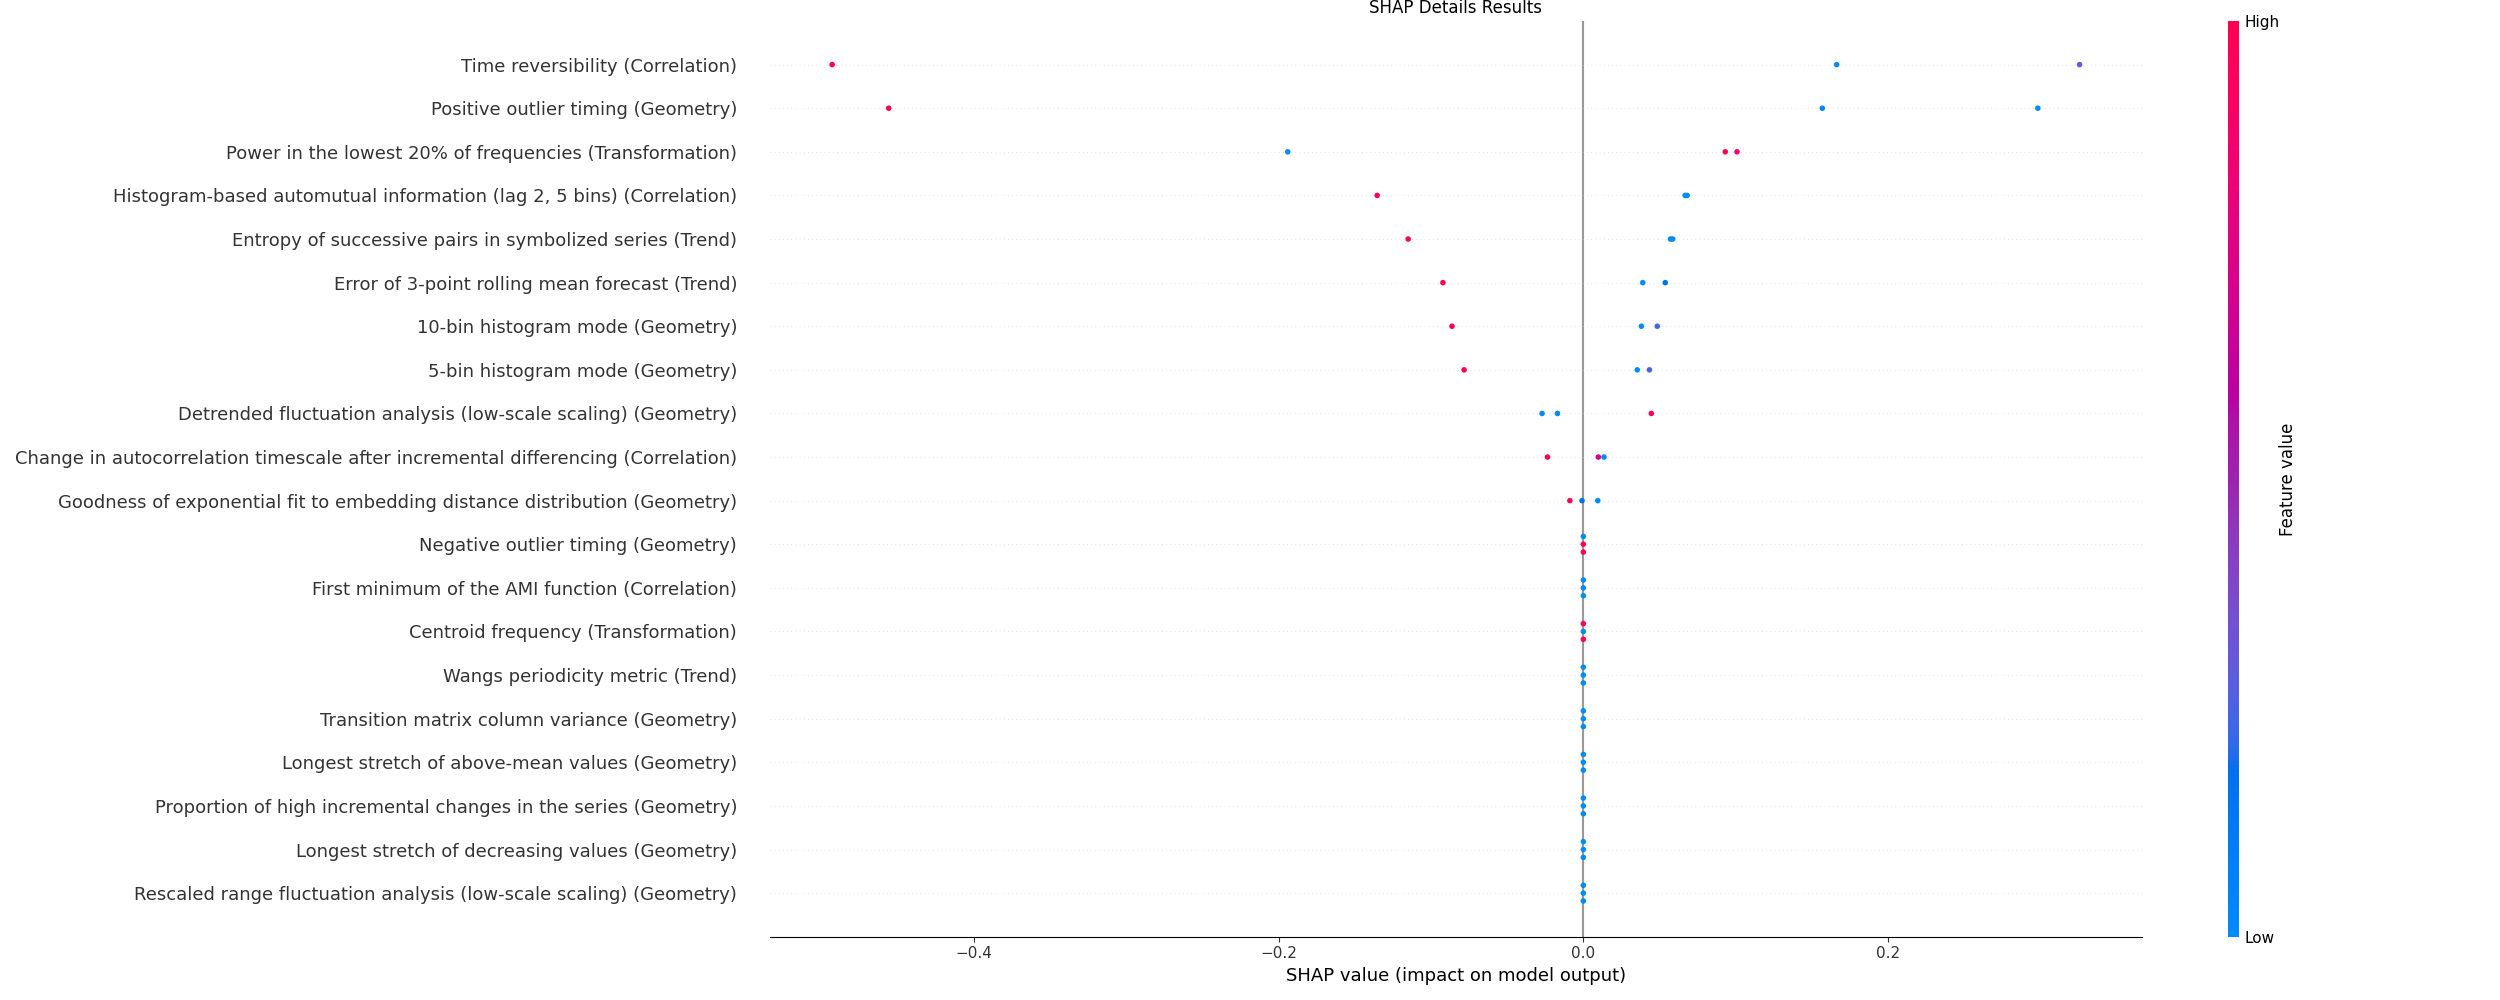 SHAP Details Results
High
Time reversibility (Correlation)
Positive outlier timing (Geometry)
Power in the lowest 20% of frequencies (Transformation)
Histogram-based automutual information (lag 2, 5 bins) (Correlation)
Entropy of successive pairs in symbolized series (Trend)
Error of 3-point rolling mean forecast (Trend)
10-bin histogram mode (Geometry)
5-bin histogram mode (Geometry)
Detrended fluctuation analysis (low-scale scaling) (Geometry)
Change in autocorrelation timescale after incremental differencing (Correlation)
Goodness of exponential fit to embedding distance distribution (Geometry)
Negative outlier timing (Geometry)
First minimum of the AMI function (Correlation)
Centroid frequency (Transformation)
Wangs periodicity metric (Trend)
Transition matrix column variance (Geometry)
Longest stretch of above-mean values (Geometry)
Proportion of high incremental changes in the series (Geometry)
Longest stretch of decreasing values (Geometry)
Rescaled range fluctuation analysis (low-scale scaling) (Geometry)
Feature value
Low
−0.4 −0.2 0.0 0.2
SHAP value (impact on model output)